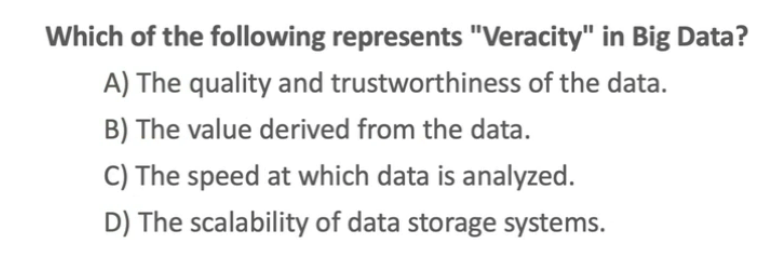 Which of the following represents "Veracity" in Big Data?
A) The quality and trustworthiness of the data.
B) The value derived from the data.
C) The speed at which data is analyzed.
D) The scalability of data storage systems.